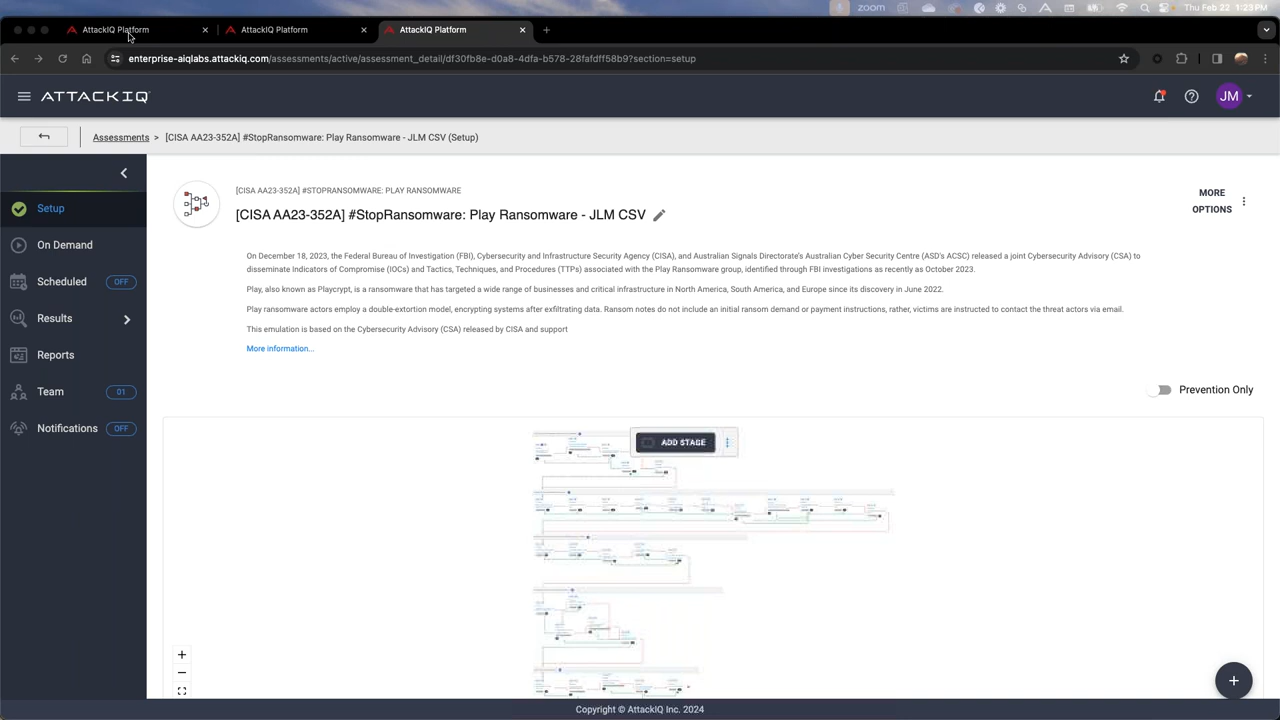 zoom
Thu Feb 22 1:23 PM
AttackIQ Platform
AttackIQ Platform
AttackIQ Platform
enterprise-aiqlabs.attackiq.com/assessments/active/assessment_detail/df30fb8e-d0a8-4dfa-b578-28fafdff58b9?section=setup
ATTACKIQ
JM
Assessments > [CISA AA23-352A] #StopRansomware: Play Ransomware - JLM CSV (Setup)
Setup
On Demand
Scheduled OFF
Results
Reports
Team 01
Notifications OFF
[CISA AA23-352A] #STOPRANSOMWARE: PLAY RANSOMWARE
[CISA AA23-352A] #StopRansomware: Play Ransomware - JLM CSV
MORE
OPTIONS
On December 18, 2023, the Federal Bureau of Investigation (FBI), Cybersecurity and Infrastructure Security Agency (CISA), and Australian Signals Directorate's Australian Cyber Security Centre (ASD's ACSC) released a joint Cybersecurity Advisory (CSA) to
disseminate Indicators of Compromise (IOCs) and Tactics, Techniques, and Procedures (TTPs) associated with the Play Ransomware group, identified through FBI investigations as recently as October 2023.
Play, also known as Playcrypt, is a ransomware that has targeted a wide range of businesses and critical infrastructure in North America, South America, and Europe since its discovery in June 2022.
Play ransomware actors employ a double-extortion model, encrypting systems after exfiltrating data. Ransom notes do not include an initial ransom demand or payment instructions, rather, victims are instructed to contact the threat actors via email.
This emulation is based on the Cybersecurity Advisory (CSA) released by CISA and support
More information...
Prevention Only
ADD STAGE
Copyright © AttackIQ Inc. 2024